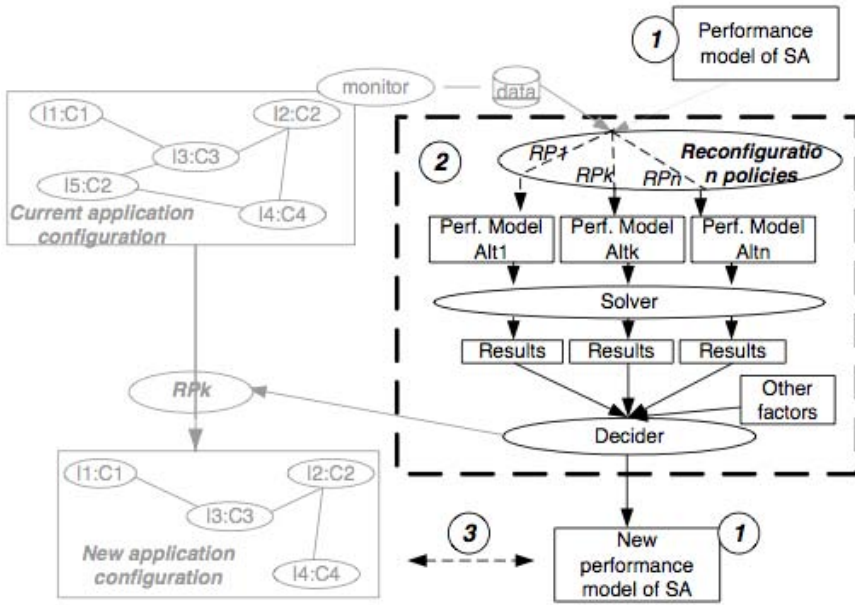 1
Performance
model of SA
monitor
data
I1:C1
I2:C2
I3:C3
I5:C2
I4:C4
Current application
configuration
2
RP1
RPk
RPn
Reconfiguratio
n policies
Perf. Model
Alt1
Perf. Model
Altk
Perf. Model
Altn
Solver
Results
Results
Results
Other
factors
Decider
RPk
I1:C1
I2:C2
I3:C3
I4:C4
New application
configuration
3
New
performance
model of SA
1